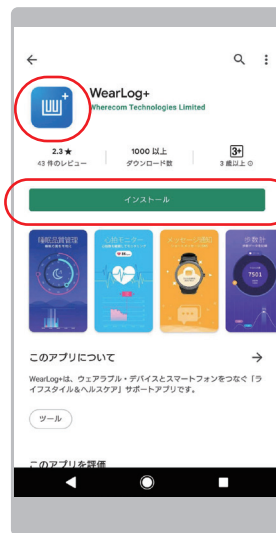 WearLog+
Wherecom Technologies Limited
2.3★
43 件のレビュー
1000 以上
ダウンロード数
3+
3 歳以上
インストール
睡眠品質管理
心拍モニター
歩数計
7501
このアプリについて
WearLog+は、ウェアラブル・デバイスとスマートフォンをつなぐ「ラ
イフスタイル&ヘルスケア」サポートアプリです。
ツール
このアプリを評価